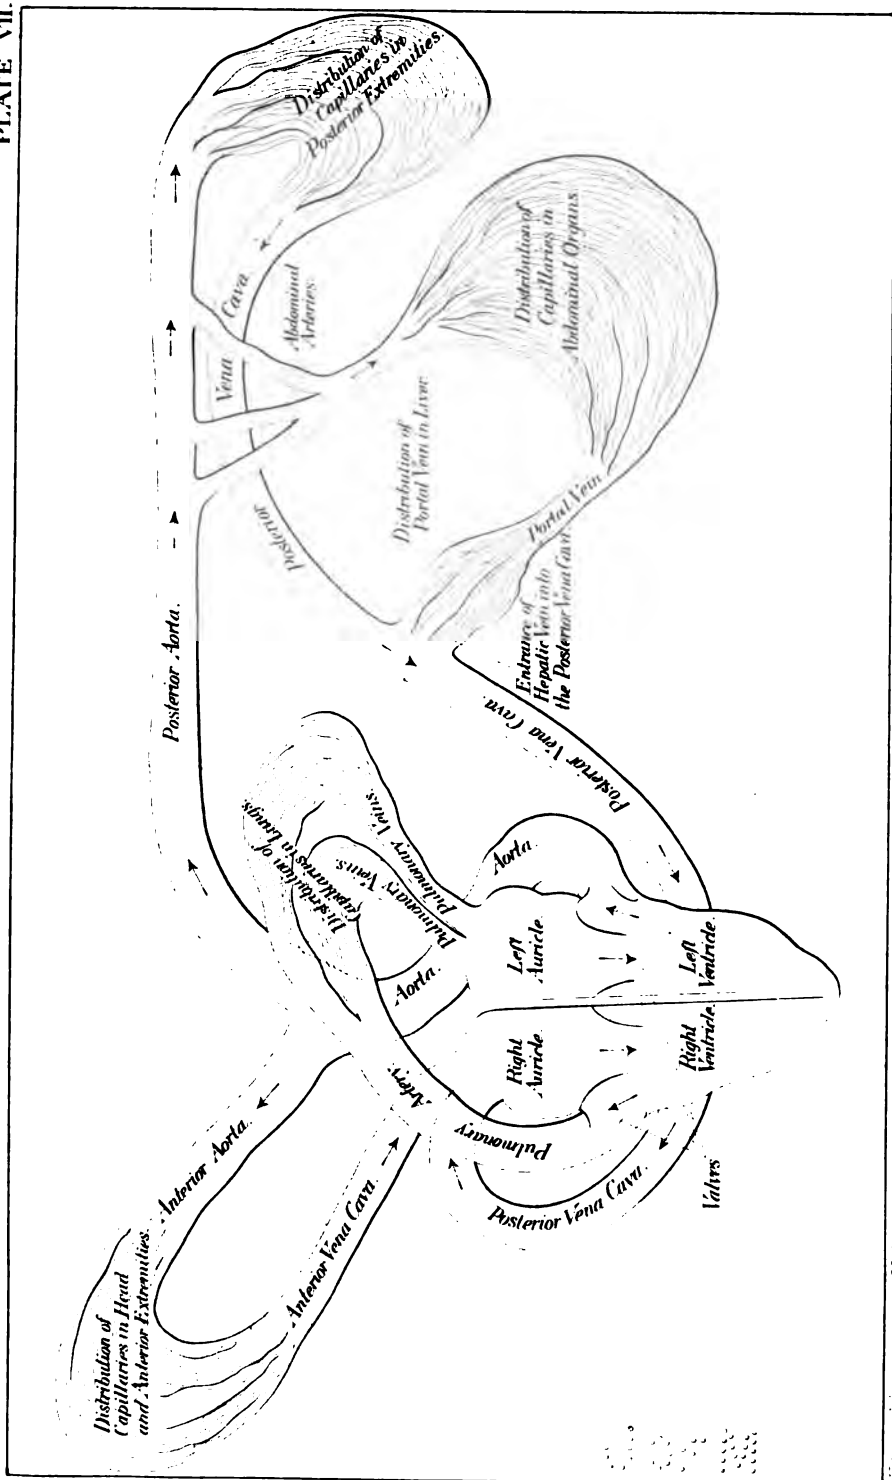 PLATE VII.
Distribution of
Capillaries in Head
and Anterior Extremities.
Anterior Aorta.
Anterior Vena Cava.
Posterior Aorta.
Distribution of
Capillaries in Lungs.
Pulmonary Veins.
Pulmonary Veins.
Aorta.
Aorta.
Pulmonary
Artery.
Right
Auricle.
Left
Auricle.
Right
Ventricle.
Left
Ventricle.
Posterior Vena Cava.
Valves
Posterior Vena Cava.
Entrance of
Hepatic Vein into
the Posterior Vena Cava.
Posterior
Vena
Cava.
Abdominal
Arteries.
Distribution of
Portal Vein in Liver.
Portal Vein.
Distribution of
Capillaries in
Abdominal Organs.
Distribution of
Capillaries in
Posterior Extremities.